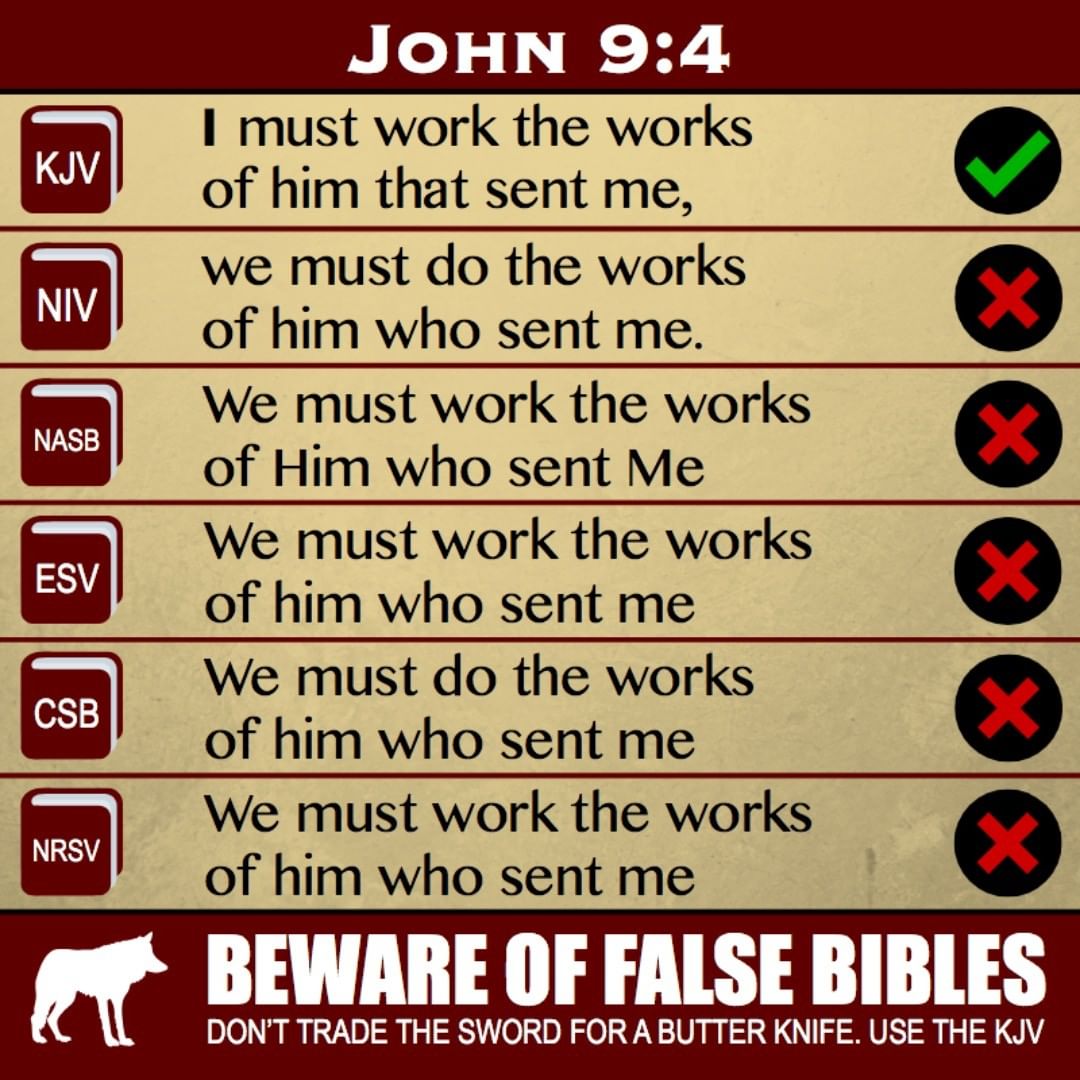 JOHN 9:4
KJV
I must work the works
of him that sent me,
NIV
we must do the works
of him who sent me.
NASB
We must work the works
of Him who sent Me
ESV
We must work the works
of him who sent me
CSB
We must do the works
of him who sent me
NRSV
We must work the works
of him who sent me
BEWARE OF FALSE BIBLES
DON'T TRADE THE SWORD FOR A BUTTER KNIFE. USE THE KJV